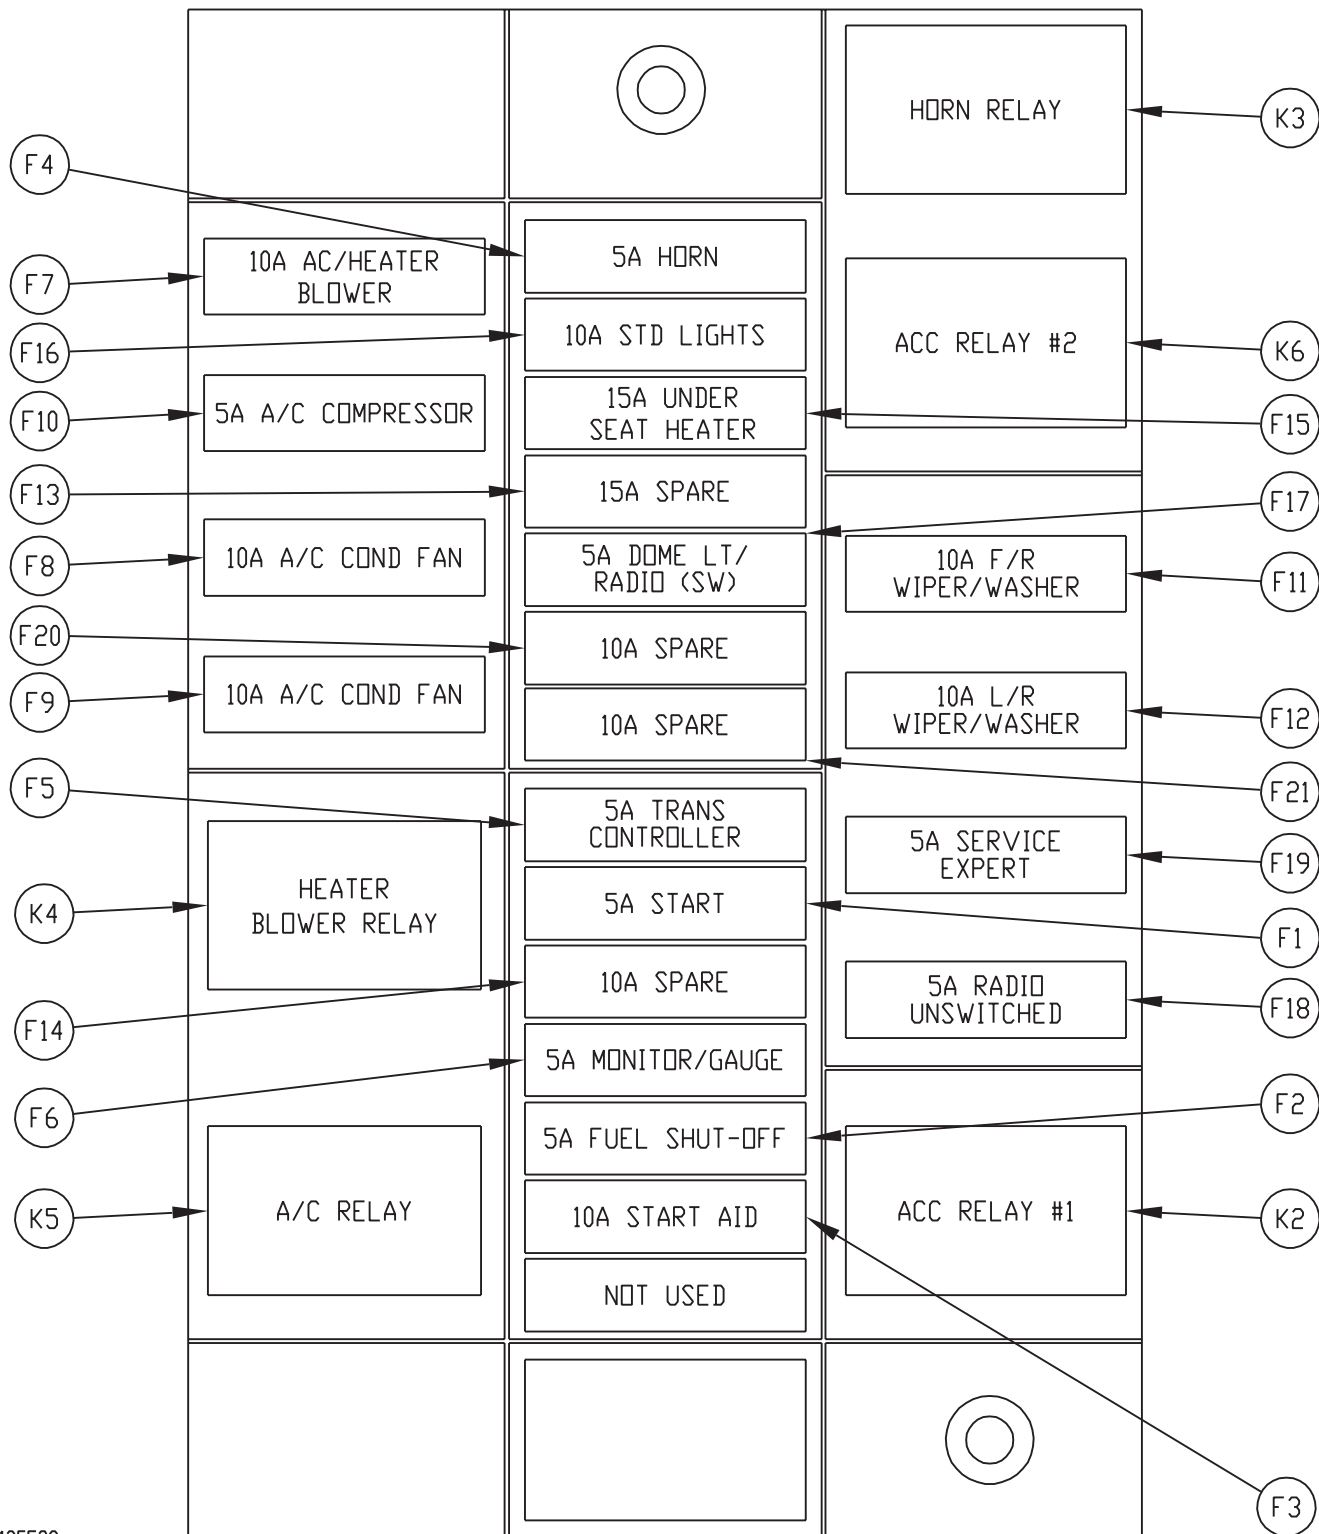 HORN RELAY
K3
F4
5A HORN
10A AC/HEATER
BLOWER
F7
10A STD LIGHTS
F16
ACC RELAY #2
K6
5A A/C COMPRESSOR
F10
15A UNDER
SEAT HEATER
F15
F13
15A SPARE
F17
F8
10A A/C COND FAN
5A DOME LT/
RADIO (SW)
10A F/R
WIPER/WASHER
F11
F20
10A SPARE
F9
10A A/C COND FAN
10A SPARE
10A L/R
WIPER/WASHER
F12
F5
F21
5A TRANS
CONTROLLER
5A SERVICE
EXPERT
F19
K4
HEATER
BLOWER RELAY
5A START
F1
10A SPARE
5A RADIO
UNSWITCHED
F18
F14
5A MONITOR/GAUGE
F6
F2
5A FUEL SHUT-OFF
K5
A/C RELAY
10A START AID
ACC RELAY #1
K2
NOT USED
F3